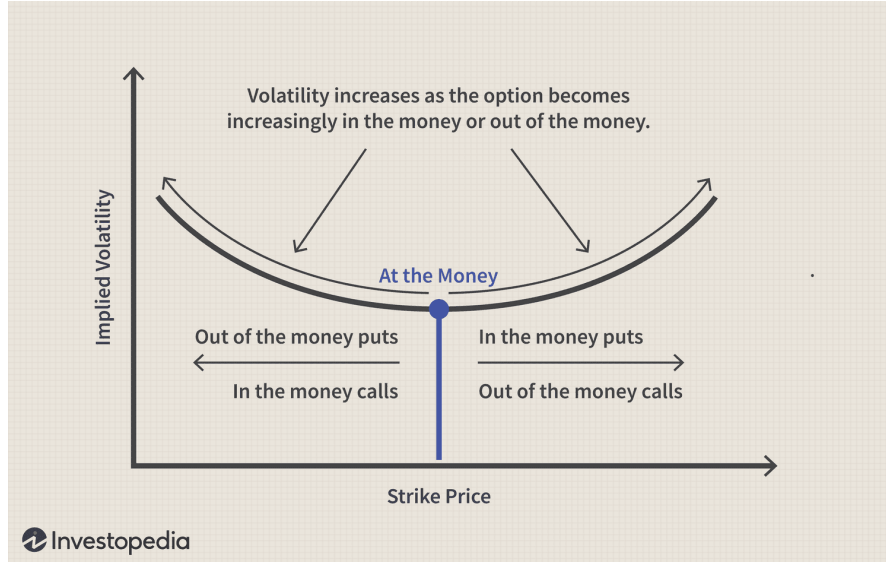 Volatility increases as the option becomes
increasingly in the money or out of the money.
Implied Volatility
At the Money
Out of the money puts
In the money puts
In the money calls
Out of the money calls
Strike Price
Investopedia